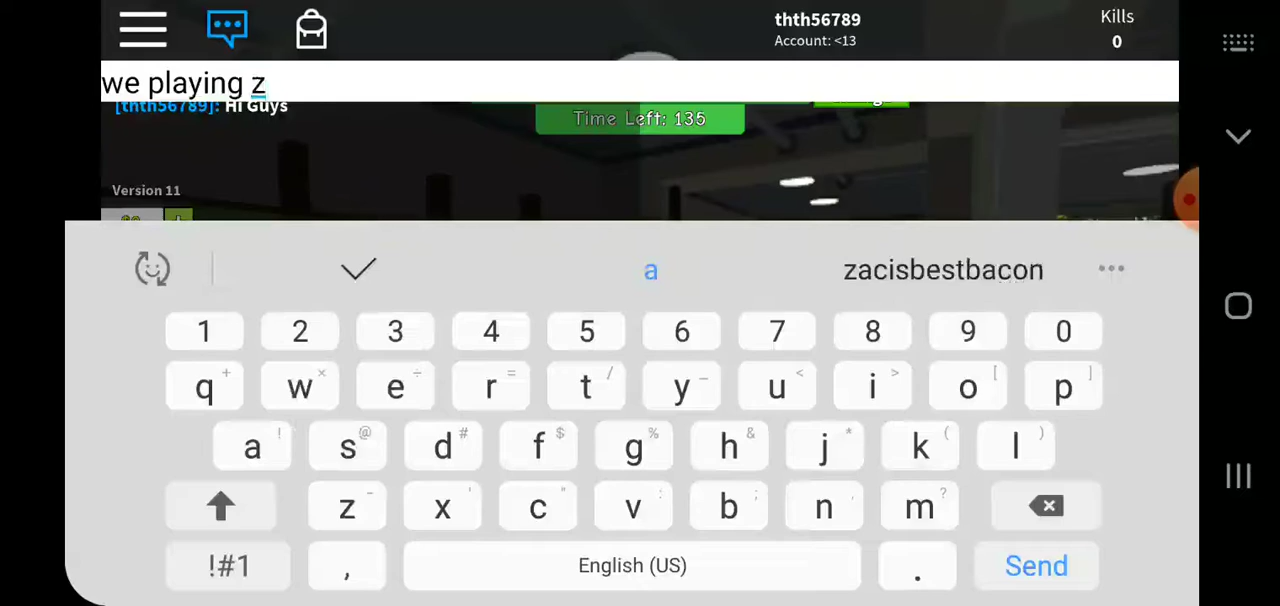 thth56789
Account: <13
Kills
0
we playing z
[thth56789]: Hi Guys
Time Left: 135
Version 11
a
zacisbestbacon
1 2 3 4 5 6 7 8 9 0
q + w × e ÷ r = t / y _ u < i > o [ p ]
a ! s @ d # f $ g % h & j * k ( l )
z - x ' c " v : b ; n , m ?
!#1 , English (US) . Send